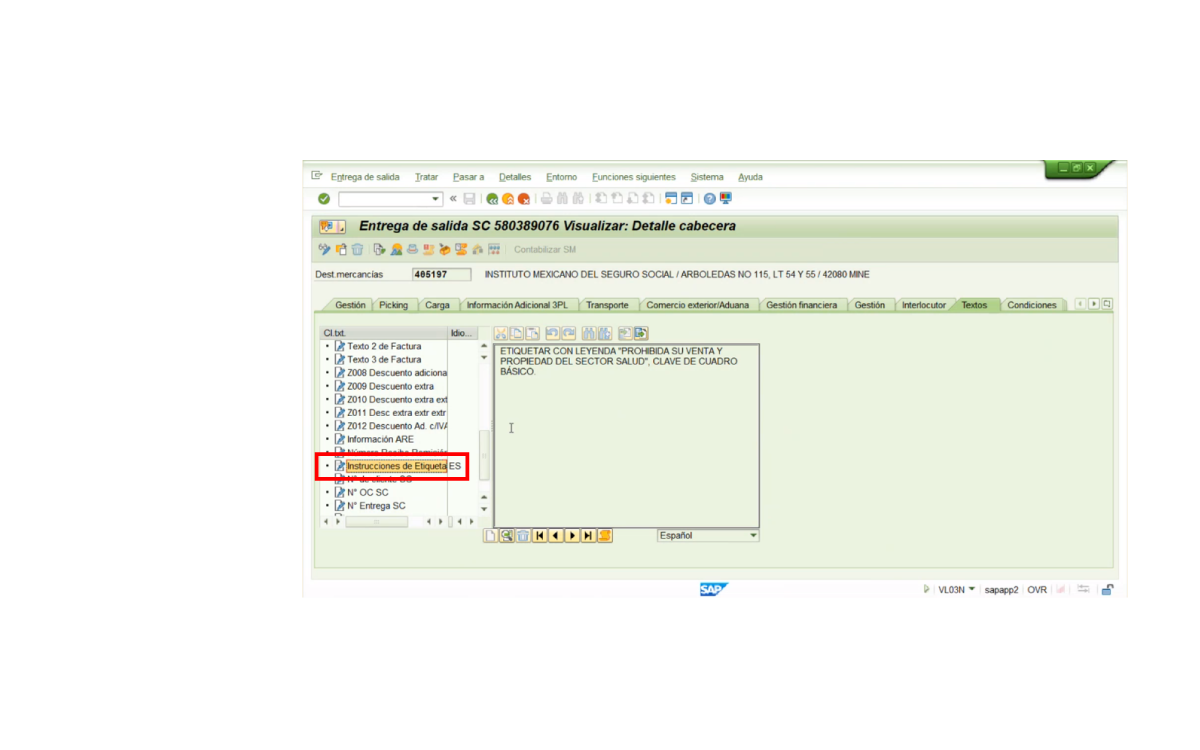 Entrega de salida Tratar Pasar a Detalles Entorno Funciones siguientes Sistema Ayuda
Entrega de salida SC 580389076 Visualizar: Detalle cabecera
Contabilizar SM
Dest.mercancías 405197 INSTITUTO MEXICANO DEL SEGURO SOCIAL / ARBOLEDAS NO 115, LT 54 Y 55 / 42080 MINE
Gestión Picking Carga Información Adicional 3PL Transporte Comercio exterior/Aduana Gestión financiera Gestión Interlocutor Textos Condiciones
Cl.txt. Idio...
Texto 2 de Factura
Texto 3 de Factura
Z008 Descuento adiciona
Z009 Descuento extra
Z010 Descuento extra ext
Z011 Desc extra extr extr
Z012 Descuento Ad. c/IVA
Información ARE
Instrucciones de Etiqueta ES
N° de cliente SC
N° OC SC
N° Entrega SC
ETIQUETAR CON LEYENDA "PROHIBIDA SU VENTA Y
PROPIEDAD DEL SECTOR SALUD", CLAVE DE CUADRO
BÁSICO.
Español
SAP
VL03N sapapp2 OVR